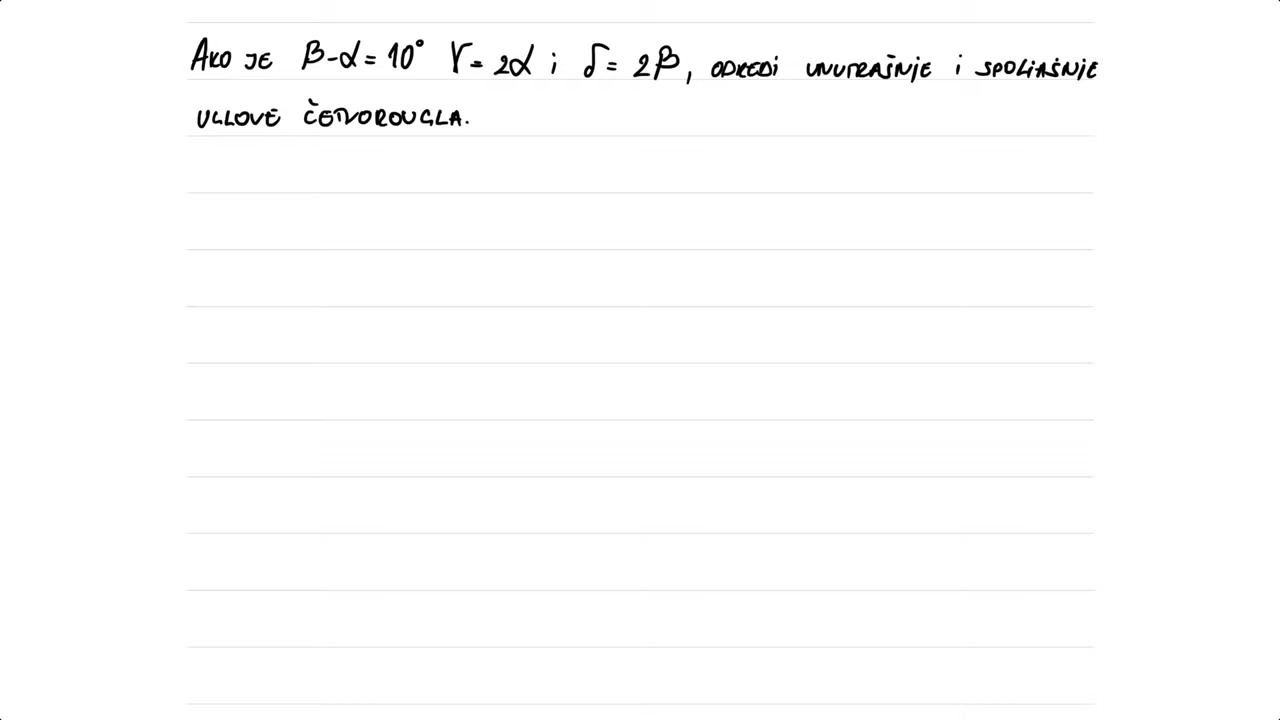 AKO JE β-α=10° γ=2α i δ=2β, ODREDI UNUTRAŠNJE i SPOLJAŠNJE
UGLOVE ČETVOROUGLA.